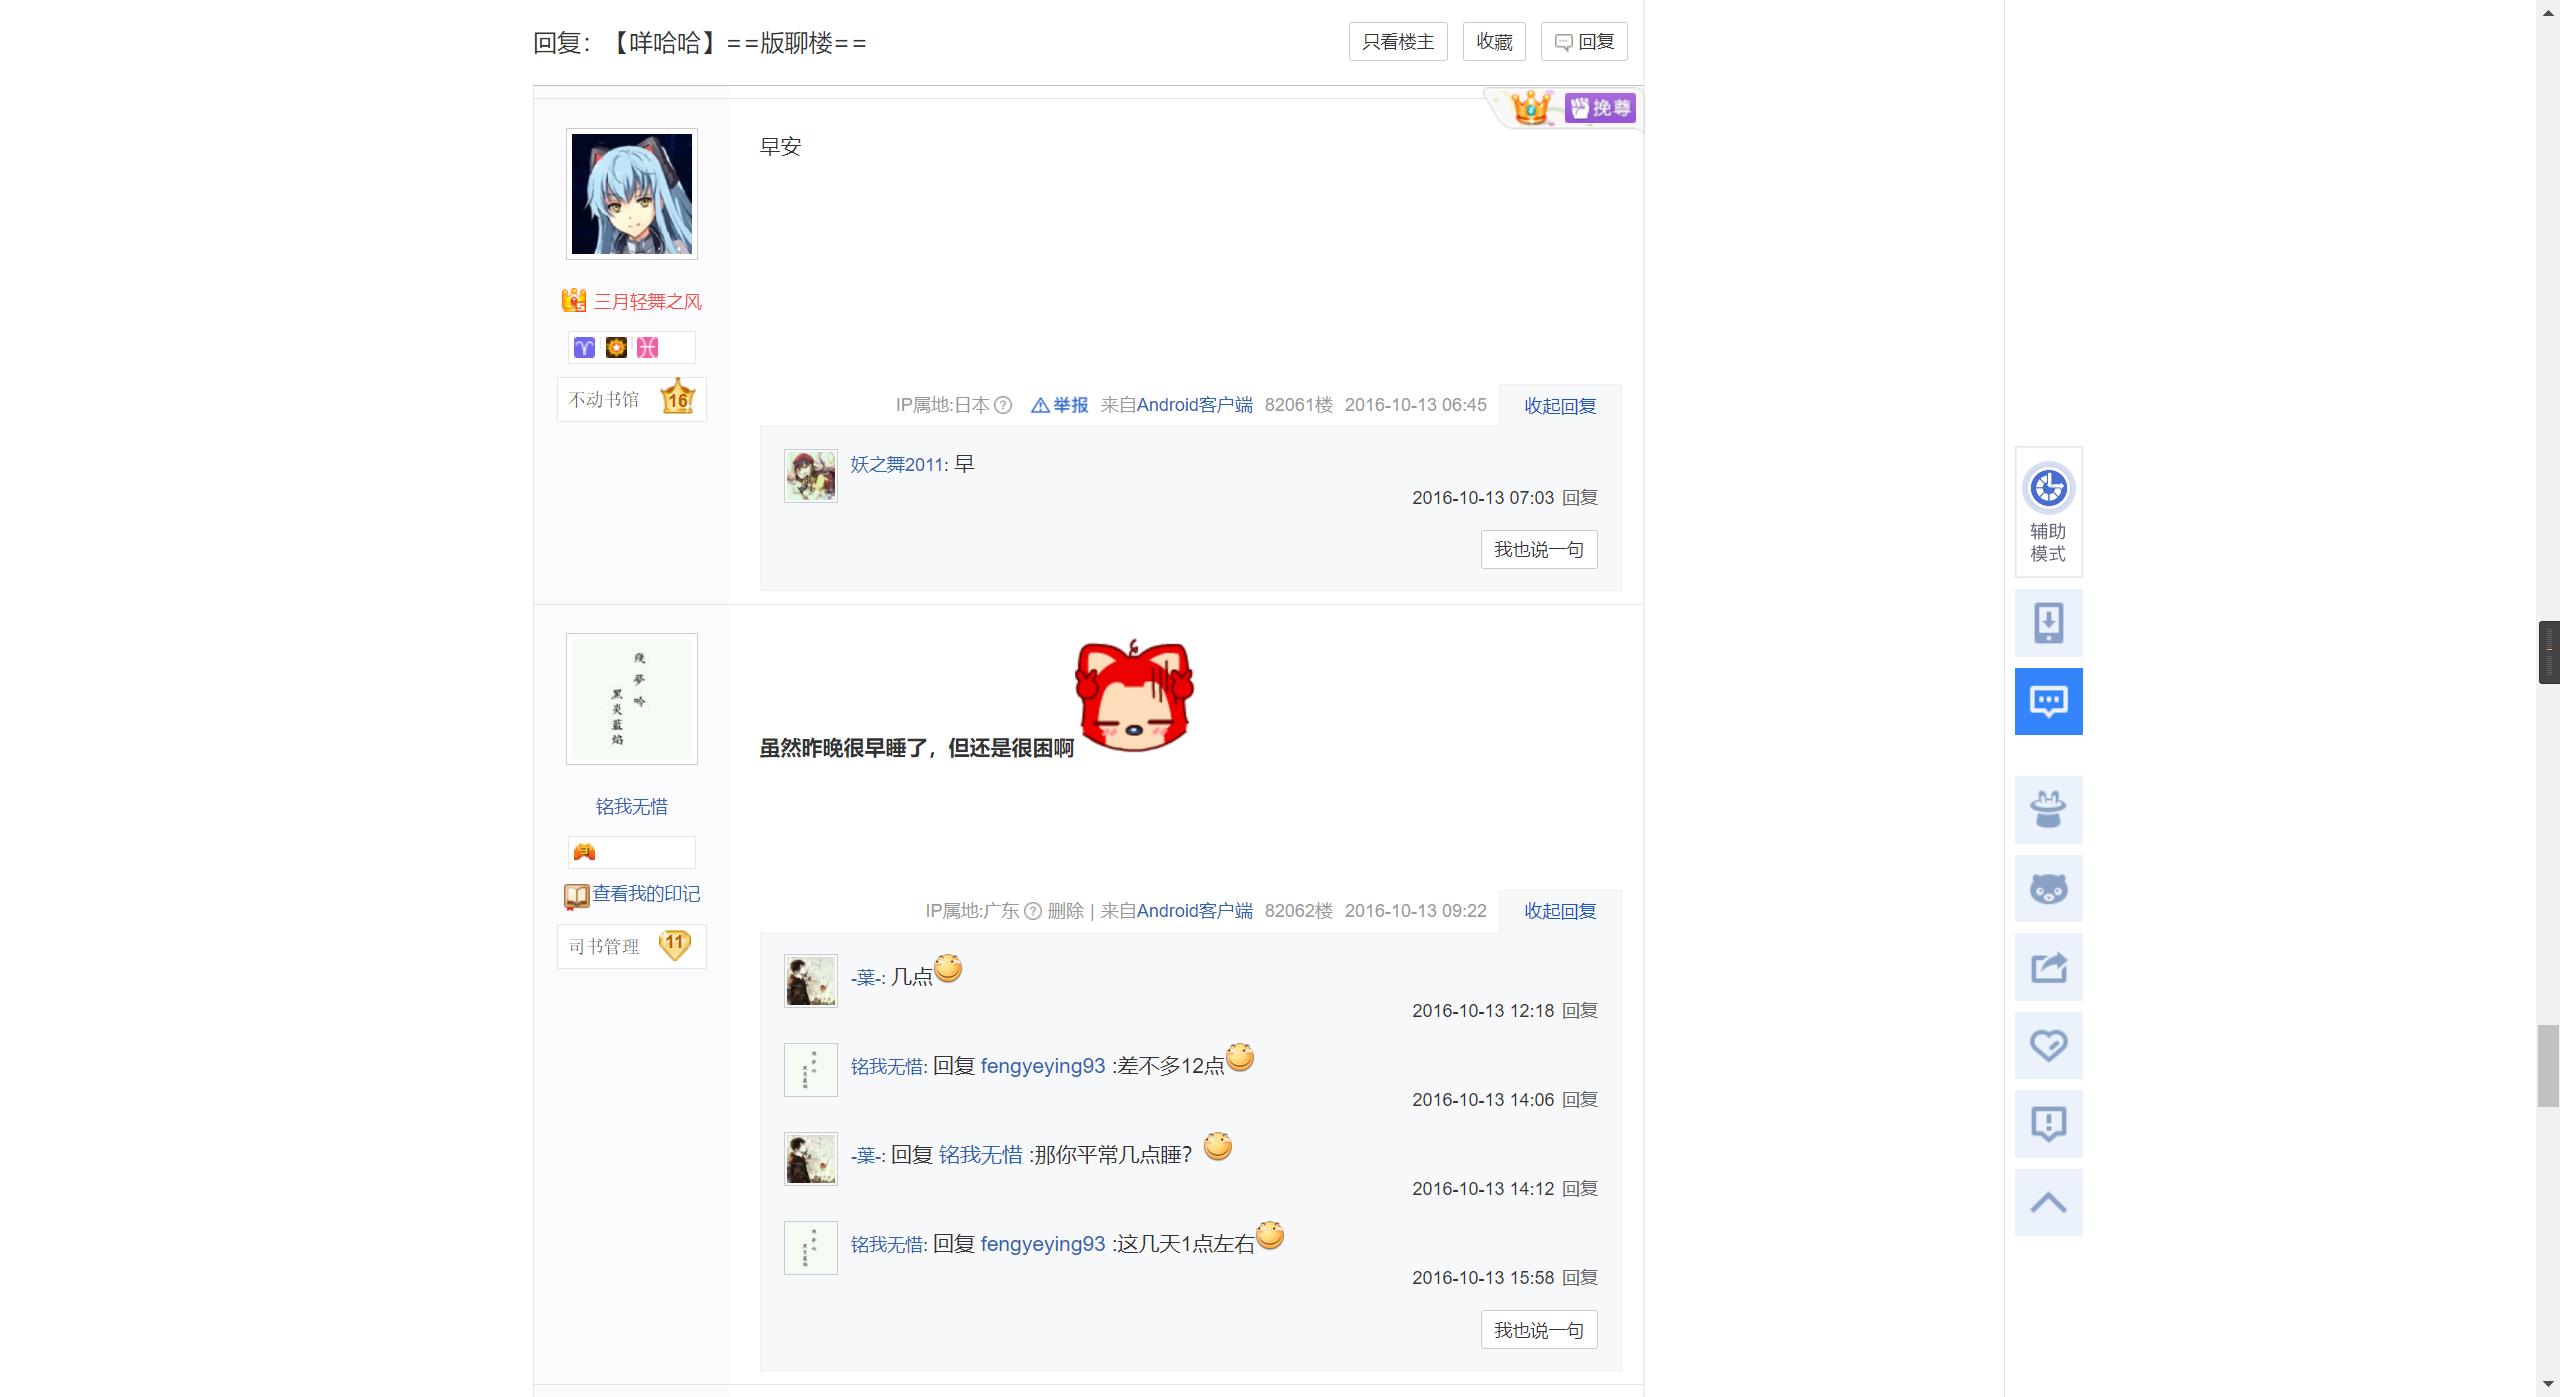 回复：【咩哈哈】==版聊楼==
只看楼主
收藏
回复
挽尊
早安
三月轻舞之风
不动书馆
16
IP属地:日本 举报 来自Android客户端 82061楼 2016-10-13 06:45
收起回复
妖之舞2011: 早
2016-10-13 07:03 回复
我也说一句
残夢吟
黑炎蓝焰
虽然昨晚很早睡了，但还是很困啊
铭我无惜
3
查看我的印记
司书管理
11
IP属地:广东 删除 | 来自Android客户端 82062楼 2016-10-13 09:22
收起回复
-葉-: 几点
2016-10-13 12:18 回复
铭我无惜: 回复 fengyeying93 :差不多12点
2016-10-13 14:06 回复
-葉-: 回复 铭我无惜 :那你平常几点睡？
2016-10-13 14:12 回复
铭我无惜: 回复 fengyeying93 :这几天1点左右
2016-10-13 15:58 回复
我也说一句
辅助
模式